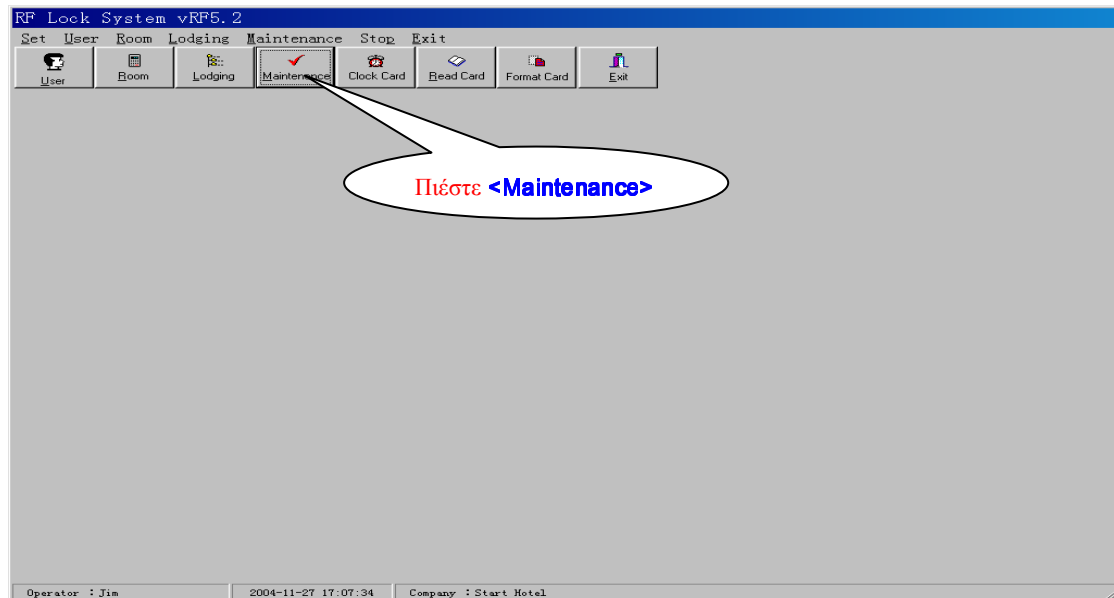 RF Lock System vRF5.2
Set User Room Lodging Maintenance Stop Exit
User Room Lodging Maintenance Clock Card Read Card Format Card Exit
Πιέστε <Maintenance>
Operator : Jim 2004-11-27 17:07:34 Company : Start Hotel